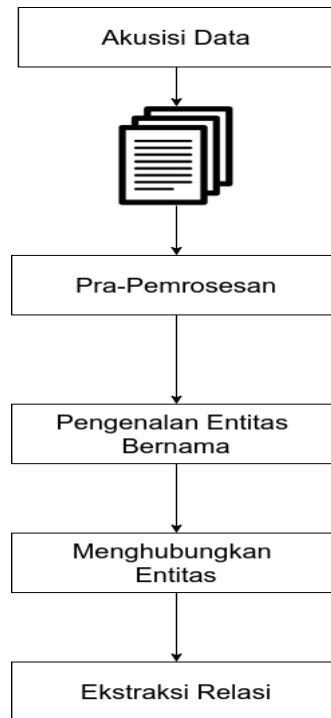 Akusisi Data
Pra-Pemrosesan
Pengenalan Entitas
Bernama
Menghubungkan
Entitas
Ekstraksi Relasi